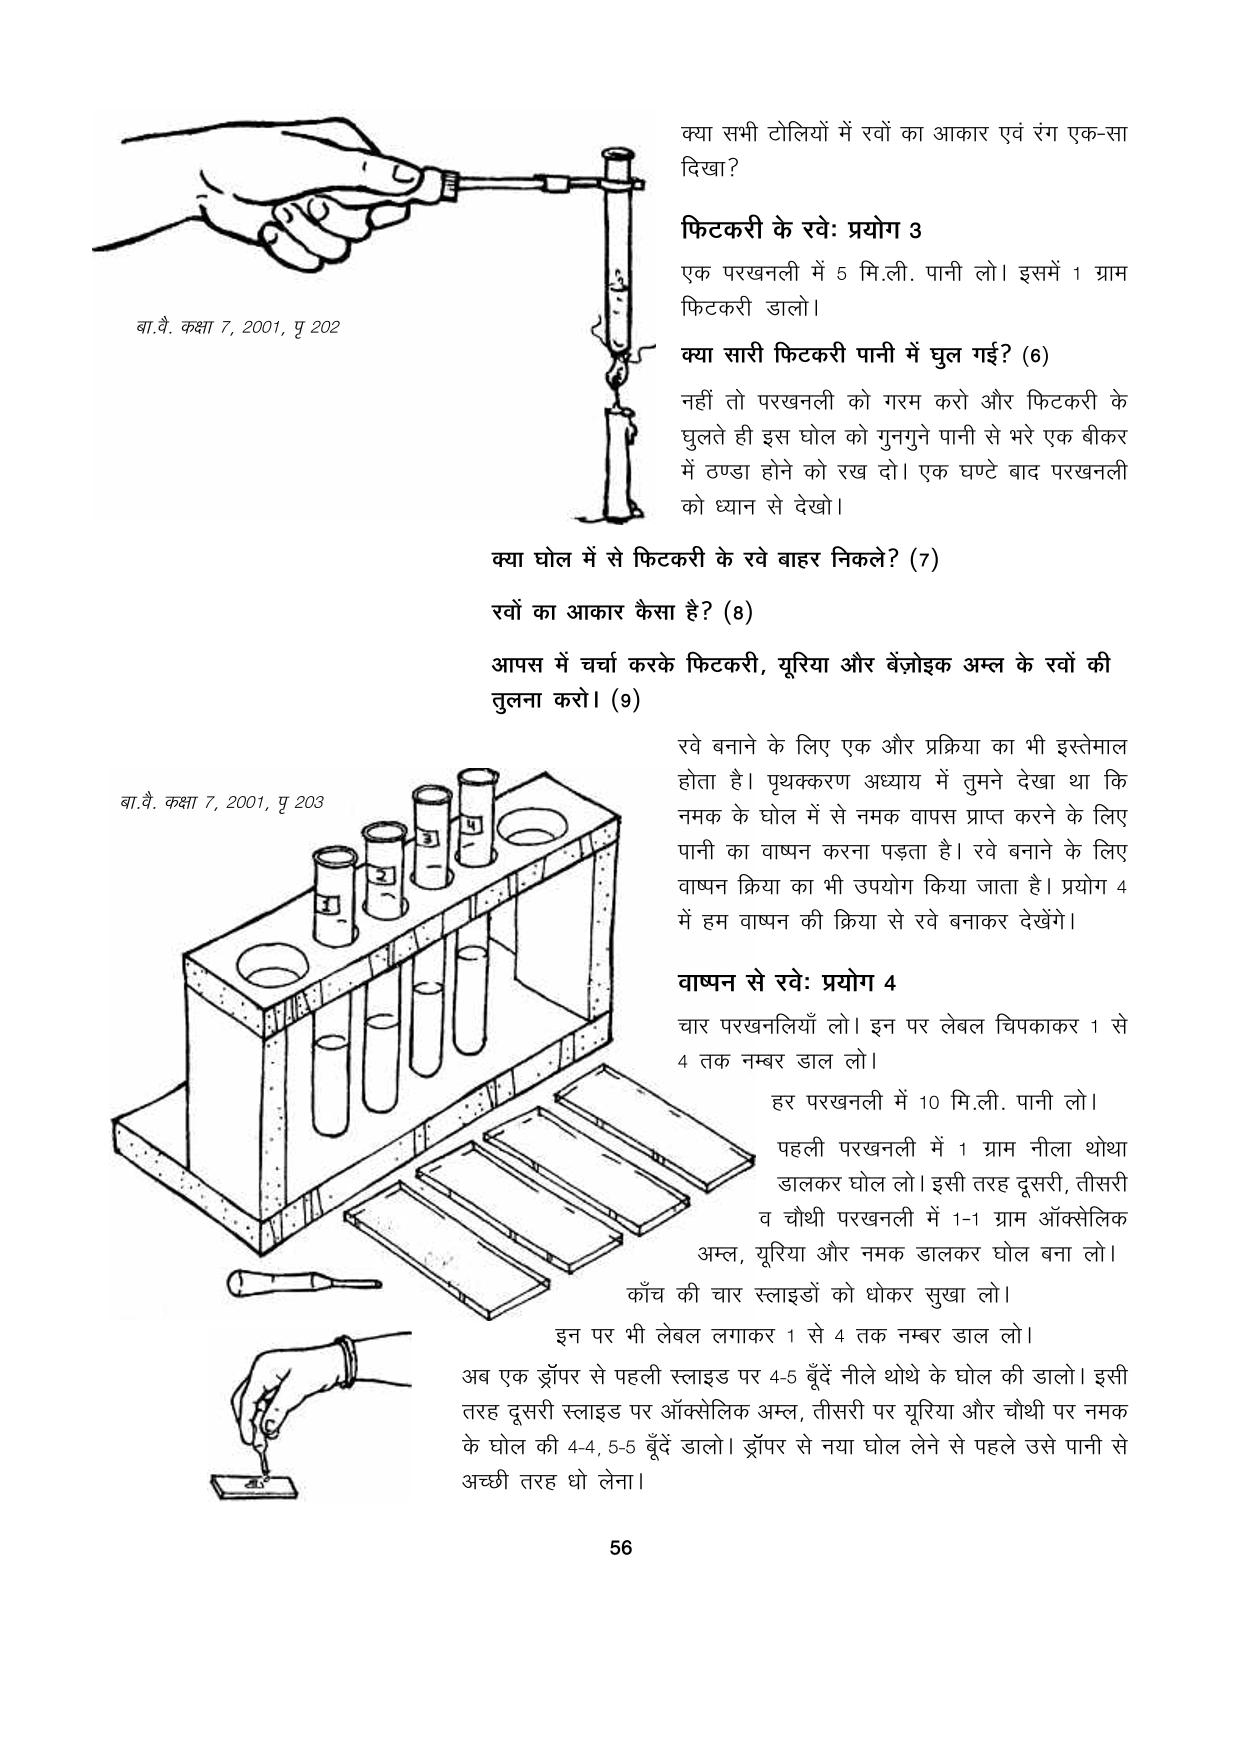 क्या सभी टोलियों में रवों का आकार एवं रंग एक-सा
दिखा?
फिटकरी के रवेः प्रयोग 3
एक परखनली में 5 मि.ली. पानी लो। इसमें 1 ग्राम
फिटकरी डालो।
बा.वै. कक्षा 7, 2001, पृ 202
क्या सारी फिटकरी पानी में घुल गई? (6)
नहीं तो परखनली को गरम करो और फिटकरी के
घुलते ही इस घोल को गुनगुने पानी से भरे एक बीकर
में ठण्डा होने को रख दो। एक घण्टे बाद परखनली
को ध्यान से देखो।
क्या घोल में से फिटकरी के रवे बाहर निकले? (7)
रवों का आकार कैसा है? (8)
आपस में चर्चा करके फिटकरी, यूरिया और बेंज़ोइक अम्ल के रवों की
तुलना करो। (9)
रवे बनाने के लिए एक और प्रक्रिया का भी इस्तेमाल
होता है। पृथक्करण अध्याय में तुमने देखा था कि
नमक के घोल में से नमक वापस प्राप्त करने के लिए
पानी का वाष्पन करना पड़ता है। रवे बनाने के लिए
वाष्पन क्रिया का भी उपयोग किया जाता है। प्रयोग 4
में हम वाष्पन की क्रिया से रवे बनाकर देखेंगे।
बा.वै. कक्षा 7, 2001, पृ 203
1
2
3
4
वाष्पन से रवेः प्रयोग 4
चार परखनलियाँ लो। इन पर लेबल चिपकाकर 1 से
4 तक नम्बर डाल लो।
हर परखनली में 10 मि.ली. पानी लो।
पहली परखनली में 1 ग्राम नीला थोथा
डालकर घोल लो। इसी तरह दूसरी, तीसरी
व चौथी परखनली में 1-1 ग्राम ऑक्सेलिक
अम्ल, यूरिया और नमक डालकर घोल बना लो।
काँच की चार स्लाइडों को धोकर सुखा लो।
इन पर भी लेबल लगाकर 1 से 4 तक नम्बर डाल लो।
अब एक ड्रॉपर से पहली स्लाइड पर 4-5 बूँदें नीले थोथे के घोल की डालो। इसी
तरह दूसरी स्लाइड पर ऑक्सेलिक अम्ल, तीसरी पर यूरिया और चौथी पर नमक
के घोल की 4-4, 5-5 बूँदें डालो। ड्रॉपर से नया घोल लेने से पहले उसे पानी से
अच्छी तरह धो लेना।
56